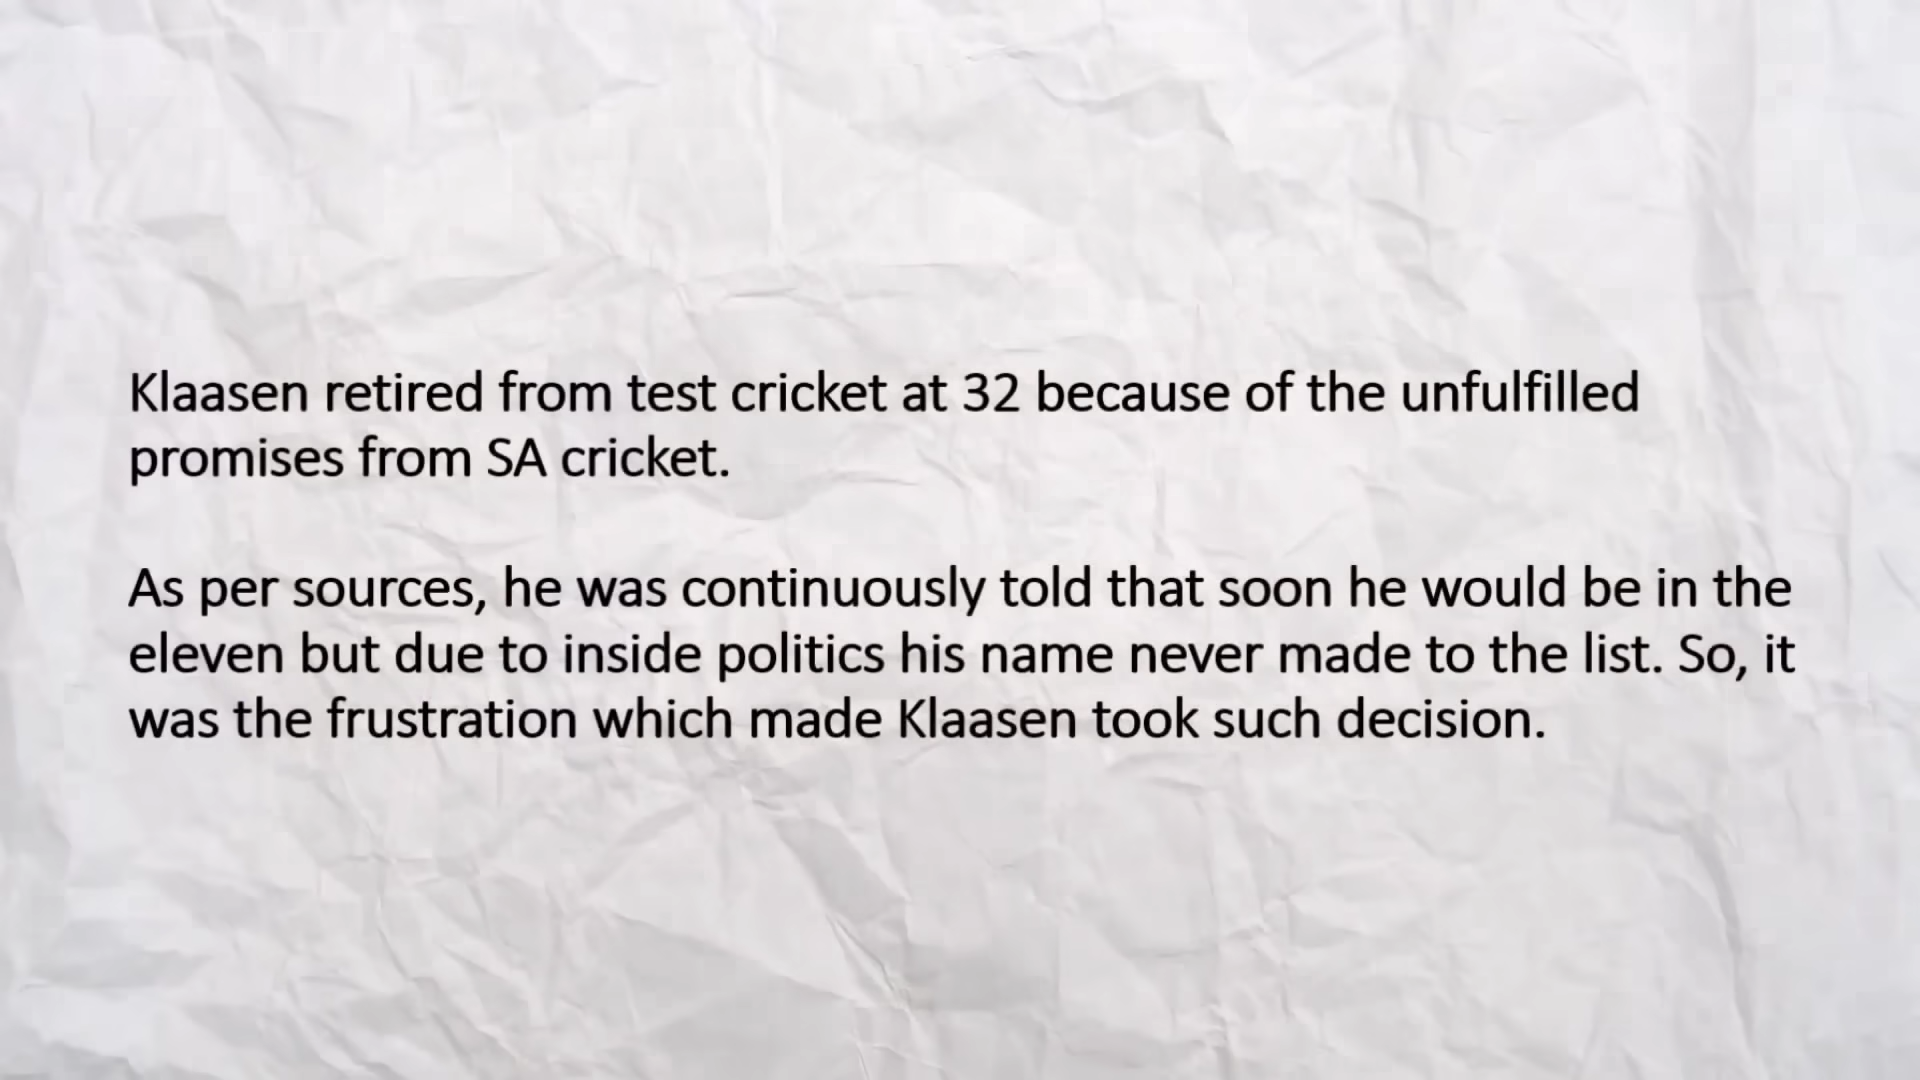 Klaasen retired from test cricket at 32 because of the unfulfilled
promises from SA cricket.
As per sources, he was continuously told that soon he would be in the
eleven but due to inside politics his name never made to the list. So, it
was the frustration which made Klaasen took such decision.